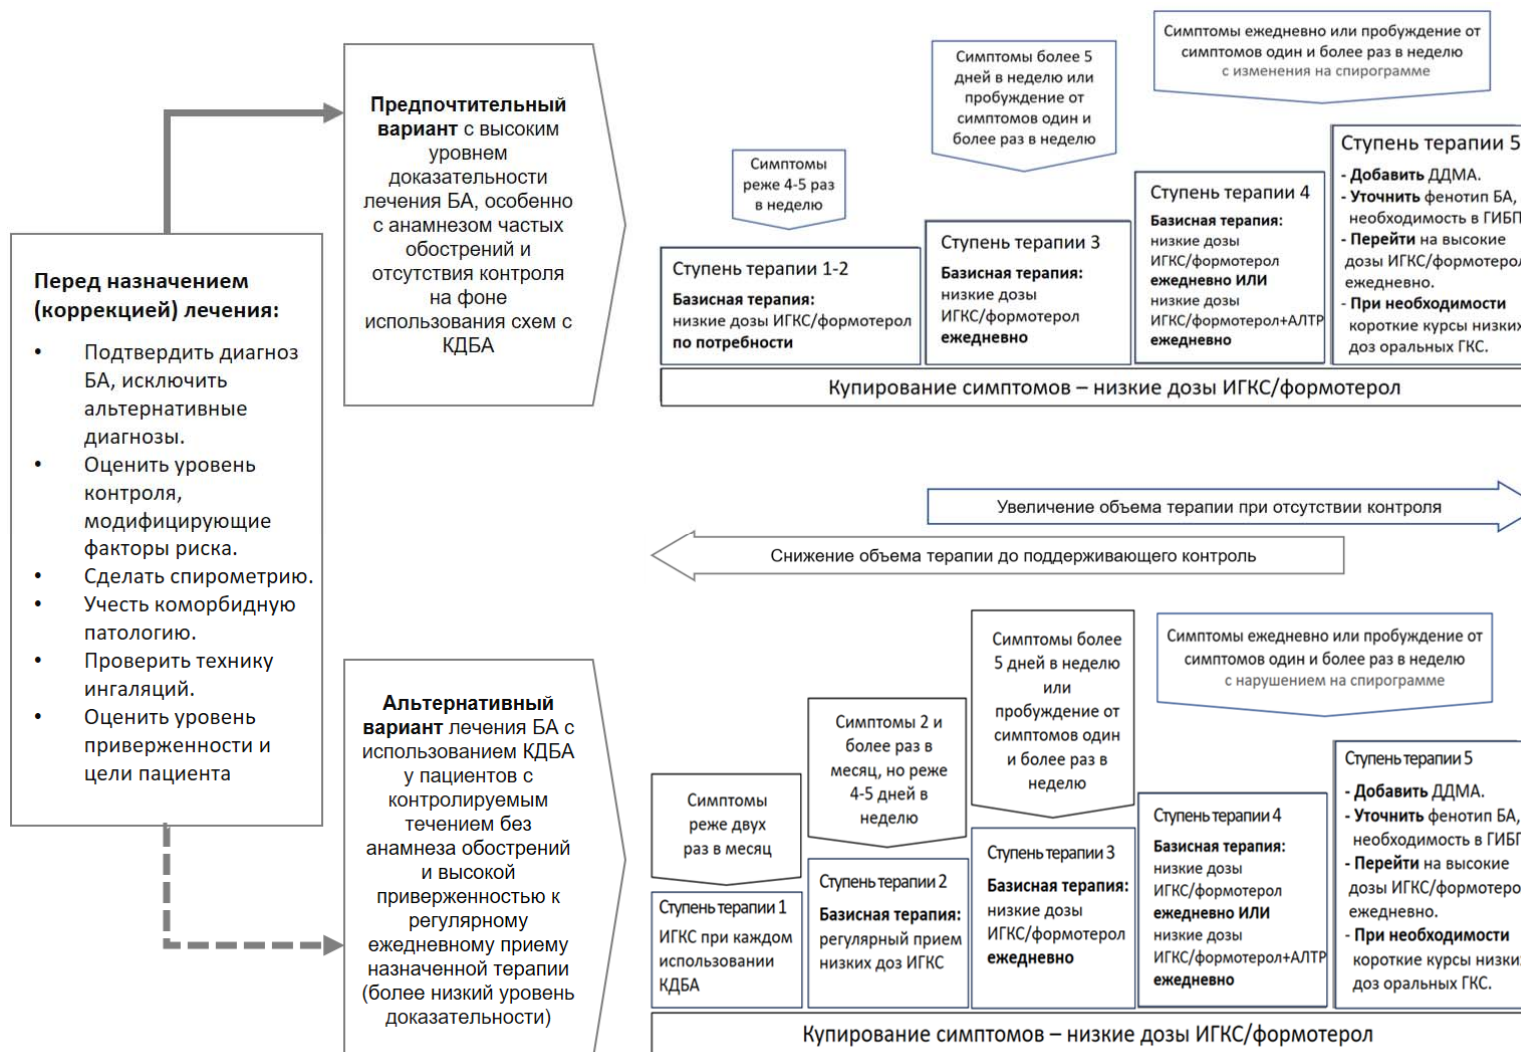 Перед назначением
(коррекцией) лечения:
• Подтвердить диагноз
БА, исключить
альтернативные
диагнозы.
• Оценить уровень
контроля,
модифицирующие
факторы риска.
• Сделать спирометрию.
• Учесть коморбидную
патологию.
• Проверить технику
ингаляций.
• Оценить уровень
приверженности и
цели пациента
Предпочтительный
вариант с высоким
уровнем
доказательности
лечения БА, особенно
с анамнезом частых
обострений и
отсутствия контроля
на фоне
использования схем с
КДБА
Симптомы
реже 4-5 раз
в неделю
Симптомы более 5
дней в неделю или
пробуждение от
симптомов один и
более раз в неделю
Симптомы ежедневно или пробуждение от
симптомов один и более раз в неделю
с изменения на спирограмме
Ступень терапии 1-2
Базисная терапия:
низкие дозы ИГКС/формотерол
по потребности
Ступень терапии 3
Базисная терапия:
низкие дозы
ИГКС/формотерол
ежедневно
Ступень терапии 4
Базисная терапия:
низкие дозы
ИГКС/формотерол
ежедневно ИЛИ
низкие дозы
ИГКС/формотерол+АЛТР
ежедневно
Ступень терапии 5
- Добавить ДДМА.
- Уточнить фенотип БА,
необходимость в ГИБП
- Перейти на высокие
дозы ИГКС/формотерол
ежедневно.
- При необходимости
короткие курсы низких
доз оральных ГКС.
Купирование симптомов – низкие дозы ИГКС/формотерол
Увеличение объема терапии при отсутствии контроля
Снижение объема терапии до поддерживающего контроль
Альтернативный
вариант лечения БА с
использованием КДБА
у пациентов с
контролируемым
течением без
анамнеза обострений
и высокой
приверженностью к
регулярному
ежедневному приему
назначенной терапии
(более низкий уровень
доказательности)
Симптомы
реже двух
раз в месяц
Симптомы 2 и
более раз в
месяц, но реже
4-5 дней в
неделю
Симптомы более
5 дней в неделю
или
пробуждение от
симптомов один
и более раз в
неделю
Симптомы ежедневно или пробуждение от
симптомов один и более раз в неделю
с нарушением на спирограмме
Ступень терапии 1
ИГКС при каждом
использовании
КДБА
Ступень терапии 2
Базисная терапия:
регулярный прием
низких доз ИГКС
Ступень терапии 3
Базисная терапия:
низкие дозы
ИГКС/формотерол
ежедневно
Ступень терапии 4
Базисная терапия:
низкие дозы
ИГКС/формотерол
ежедневно ИЛИ
низкие дозы
ИГКС/формотерол+АЛТР
ежедневно
Ступень терапии 5
- Добавить ДДМА.
- Уточнить фенотип БА,
необходимость в ГИБП
- Перейти на высокие
дозы ИГКС/формотерол
ежедневно.
- При необходимости
короткие курсы низких
доз оральных ГКС.
Купирование симптомов – низкие дозы ИГКС/формотерол